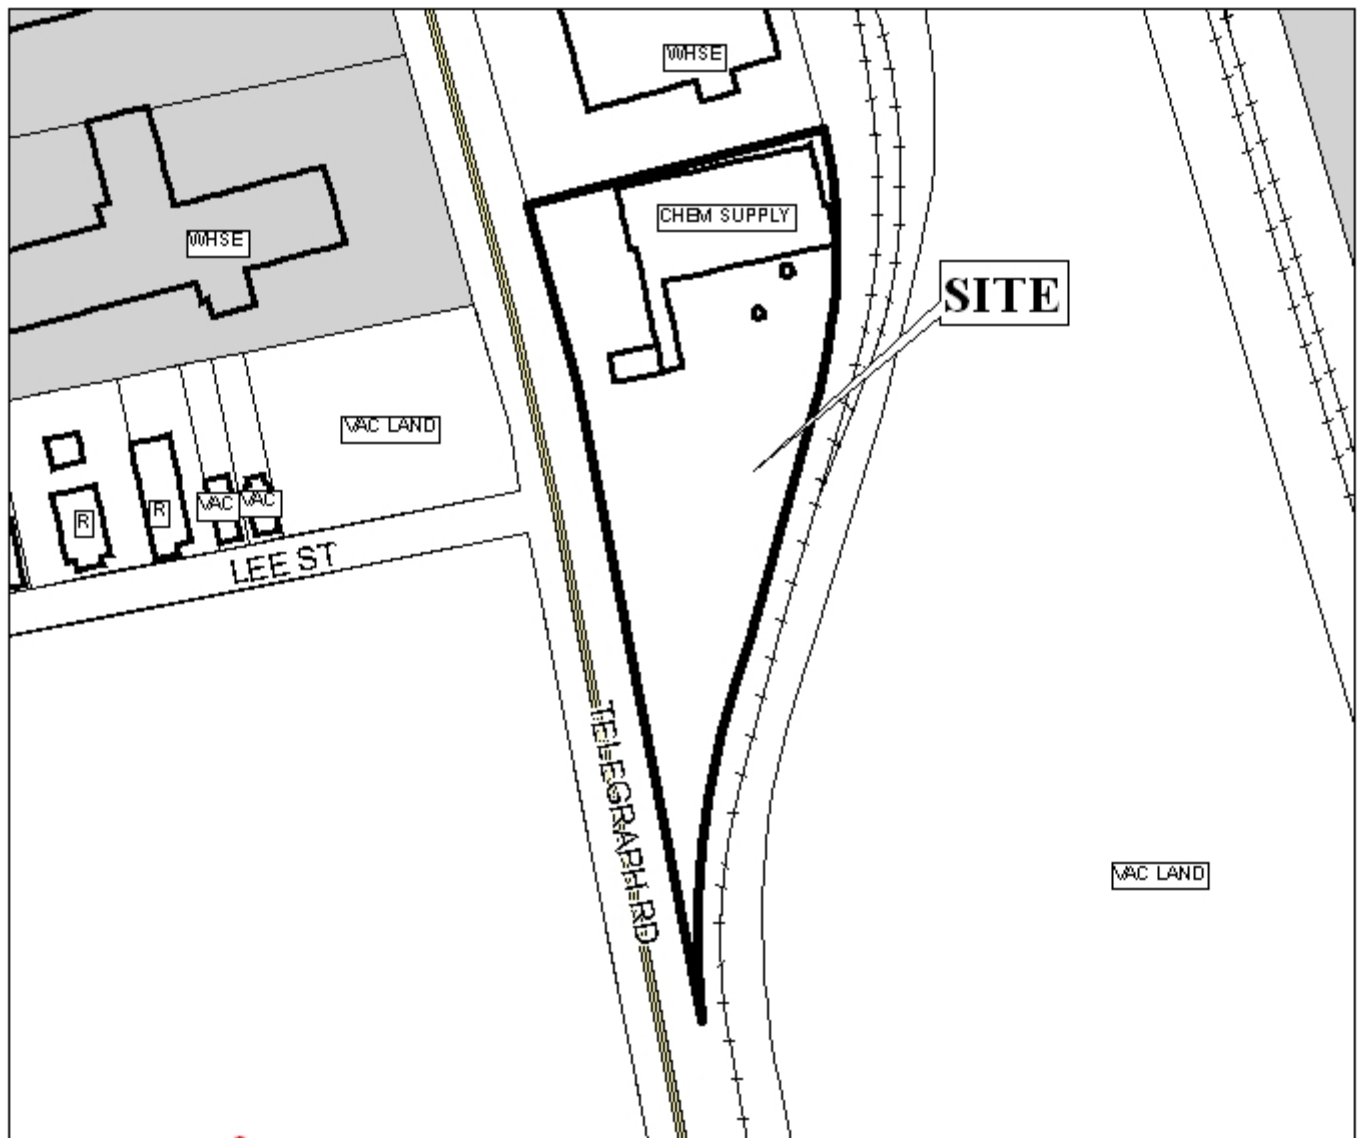 WHSE
CHEM SUPPLY
WHSE
SITE
VAC LAND
R
R
VAC
VAC
LEE ST
TELEGRAPH RD
VAC LAND